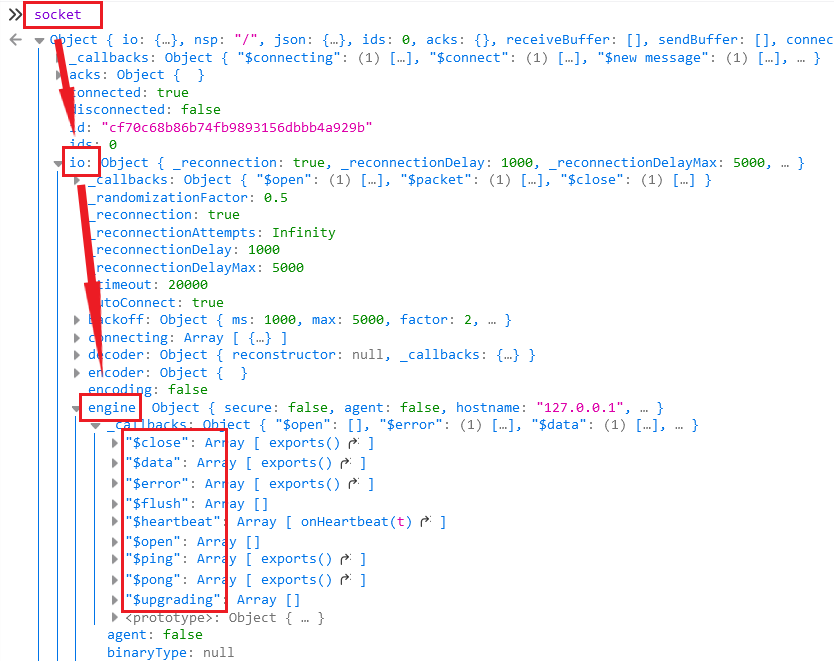 socket
Object { io: {…}, nsp: "/", json: {…}, ids: 0, acks: {}, receiveBuffer: [], sendBuffer: [], connec
_callbacks: Object { "$connecting": (1) […], "$connect": (1) […], "$new message": (1) […], … }
acks: Object { }
connected: true
disconnected: false
id: "cf70c68b86b74fb9893156dbbb4a929b"
ids: 0
io: Object { _reconnection: true, _reconnectionDelay: 1000, _reconnectionDelayMax: 5000, … }
_callbacks: Object { "$open": (1) […], "$packet": (1) […], "$close": (1) […] }
_randomizationFactor: 0.5
_reconnection: true
_reconnectionAttempts: Infinity
_reconnectionDelay: 1000
_reconnectionDelayMax: 5000
timeout: 20000
autoConnect: true
backoff: Object { ms: 1000, max: 5000, factor: 2, … }
connecting: Array [ {…} ]
decoder: Object { reconstructor: null, _callbacks: {…} }
encoder: Object { }
encoding: false
engine Object { secure: false, agent: false, hostname: "127.0.0.1", … }
_callbacks: Object { "$open": [], "$error": (1) […], "$data": (1) […], … }
"$close": Array [ exports() ]
"$data": Array [ exports() ]
"$error": Array [ exports() ]
"$flush": Array []
"$heartbeat": Array [ onHeartbeat(t) ]
"$open": Array []
"$ping": Array [ exports() ]
"$pong": Array [ exports() ]
"$upgrading": Array []
<prototype>: Object { … }
agent: false
binaryType: null